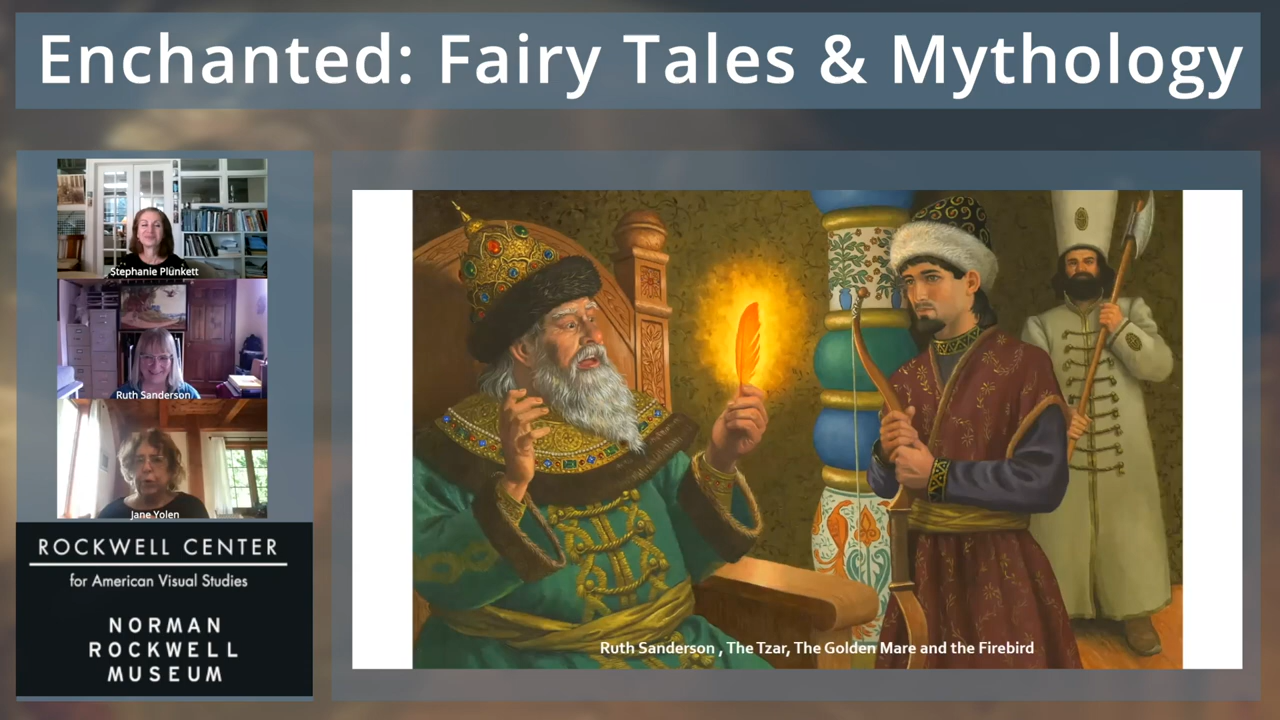 Enchanted: Fairy Tales & Mythology
Stephanie Plunkett
Ruth Sanderson
Jane Yolen
ROCKWELL CENTER
for American Visual Studies
NORMAN
ROCKWELL
MUSEUM
Ruth Sanderson , The Tzar, The Golden Mare and the Firebird